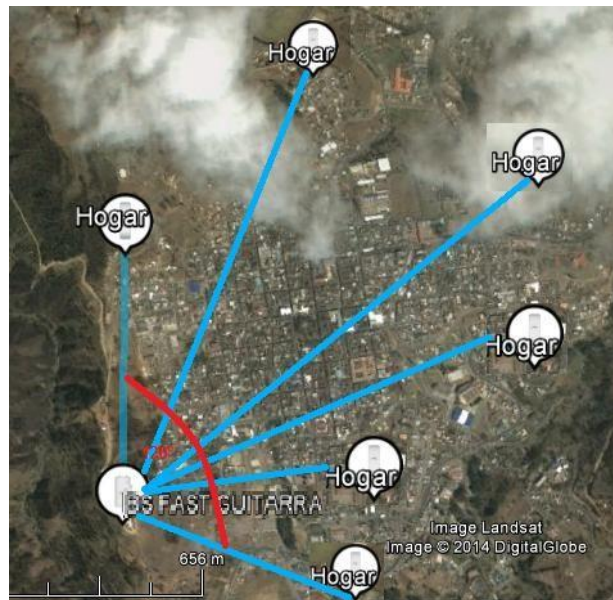 Hogar
Hogar
Hogar
Hogar
Hogar
BS FAST GUITARRA
Image Landsat
Image © 2014 DigitalGlobe
656 m
Hogar